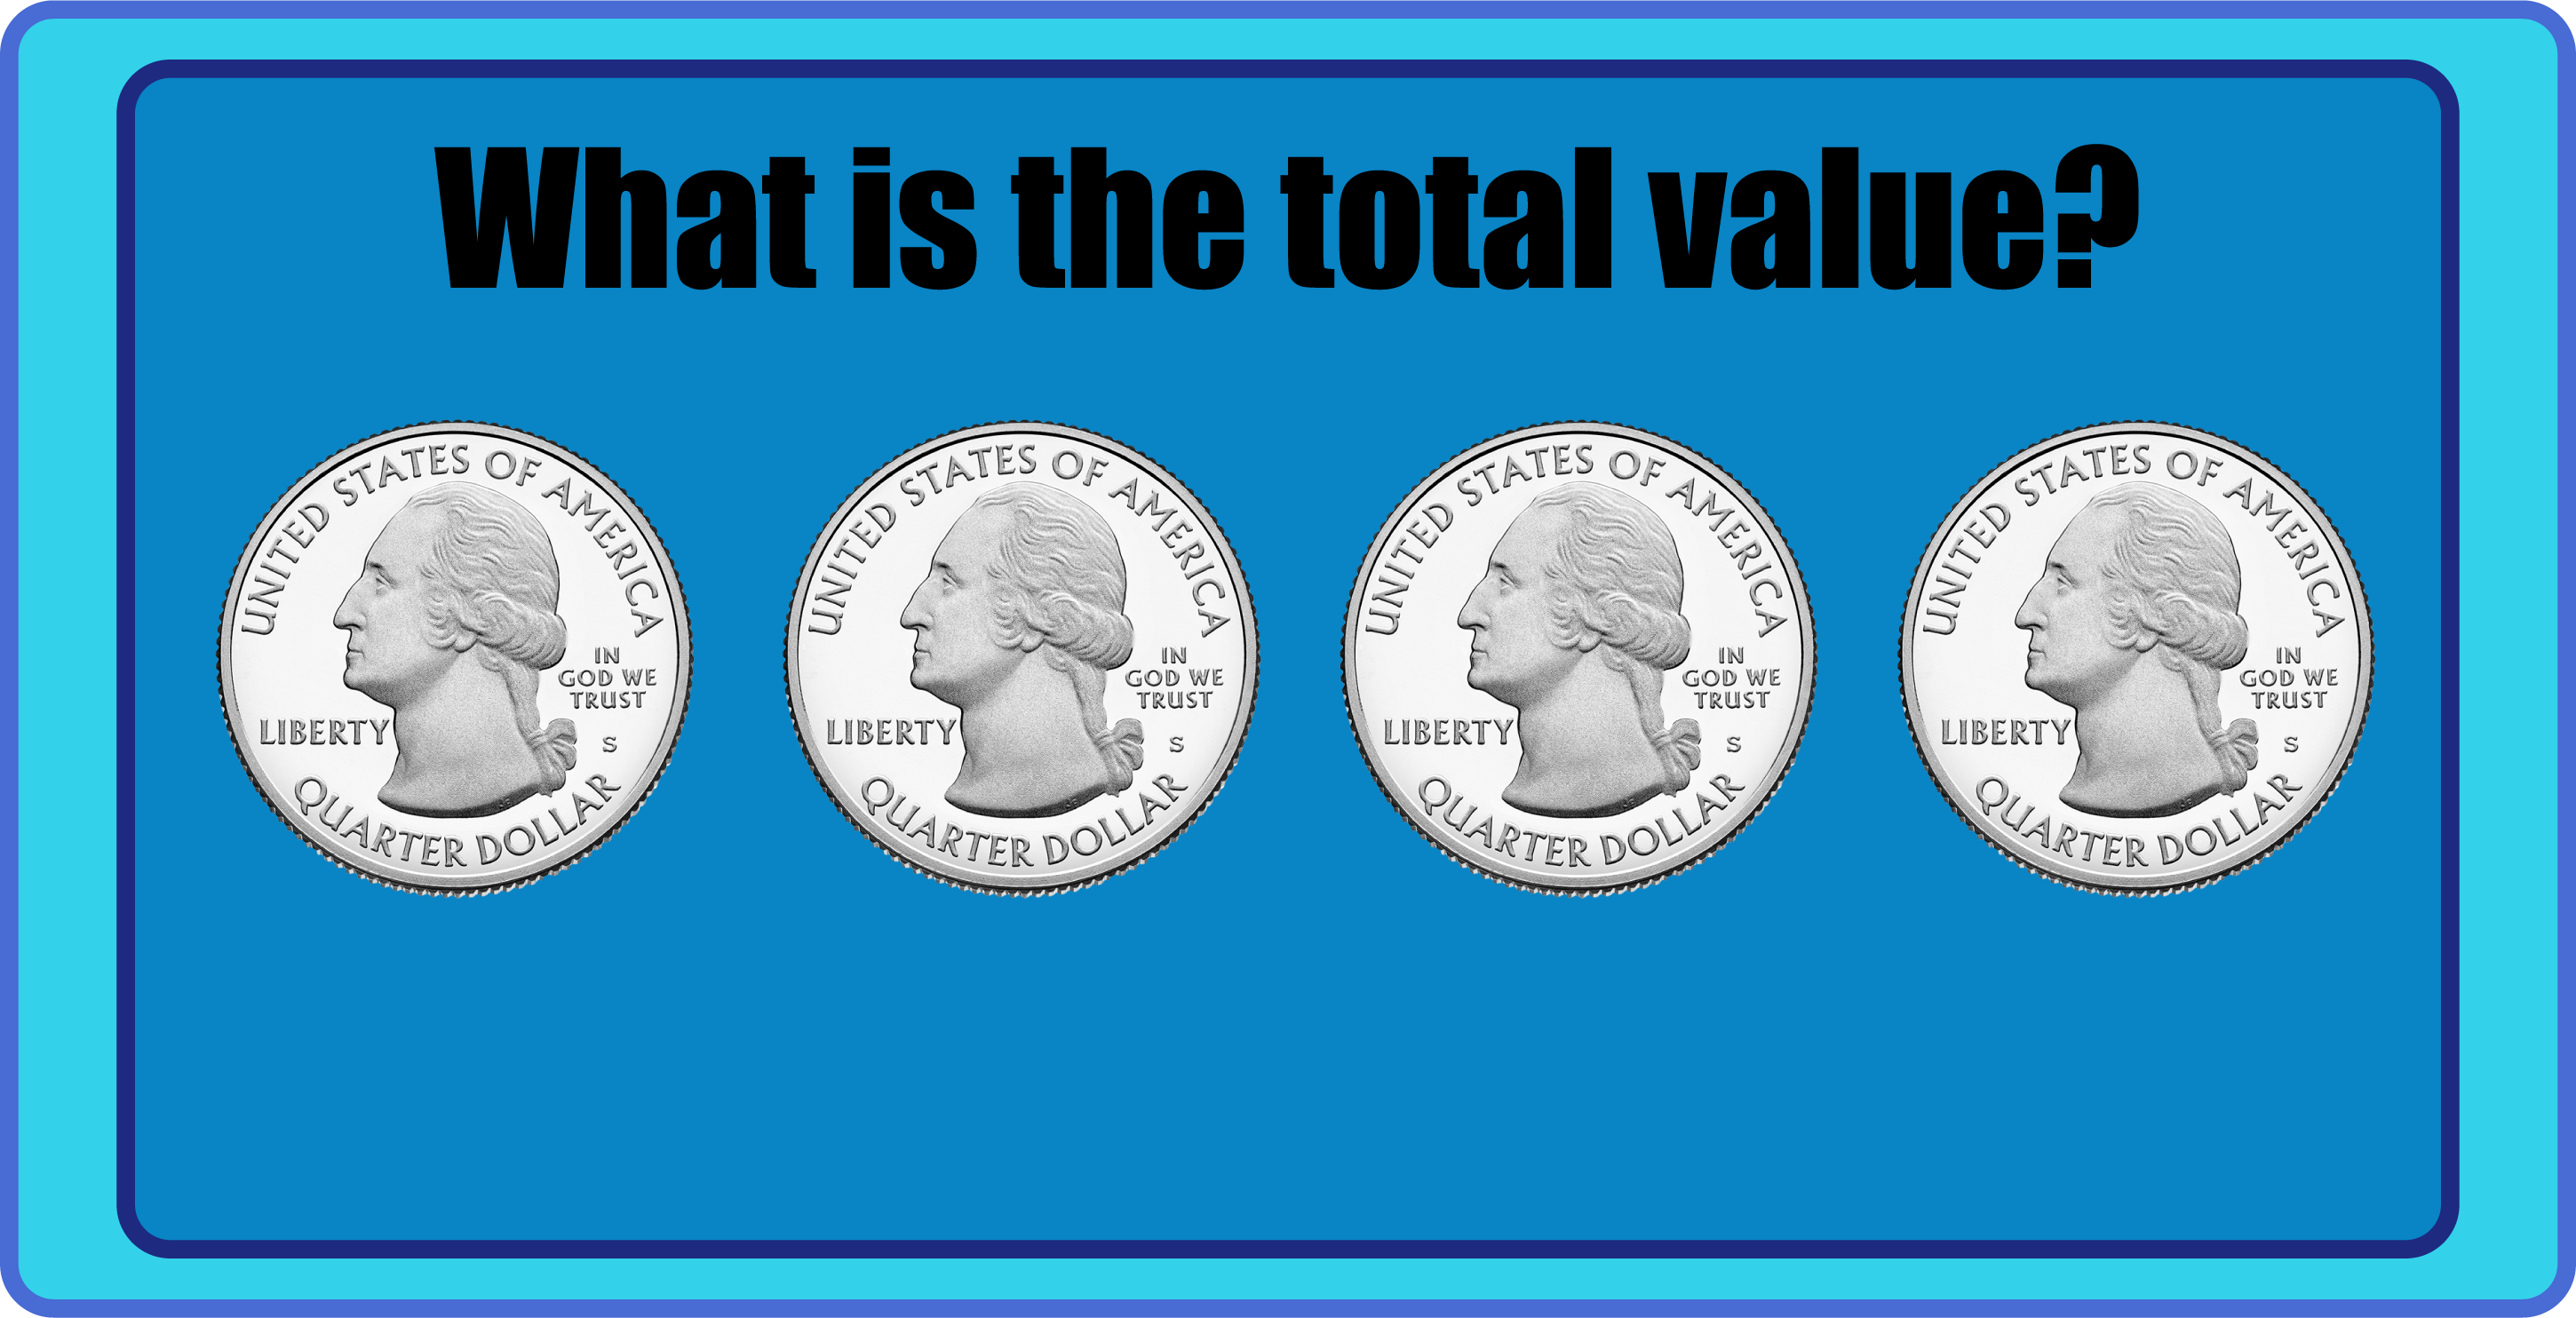 What is the total value?
UNITED STATES OF AMERICA
IN
GOD WE
TRUST
LIBERTY
S
QUARTER DOLLAR
UNITED STATES OF AMERICA
IN
GOD WE
TRUST
LIBERTY
S
QUARTER DOLLAR
UNITED STATES OF AMERICA
IN
GOD WE
TRUST
LIBERTY
S
QUARTER DOLLAR
UNITED STATES OF AMERICA
IN
GOD WE
TRUST
LIBERTY
S
QUARTER DOLLAR